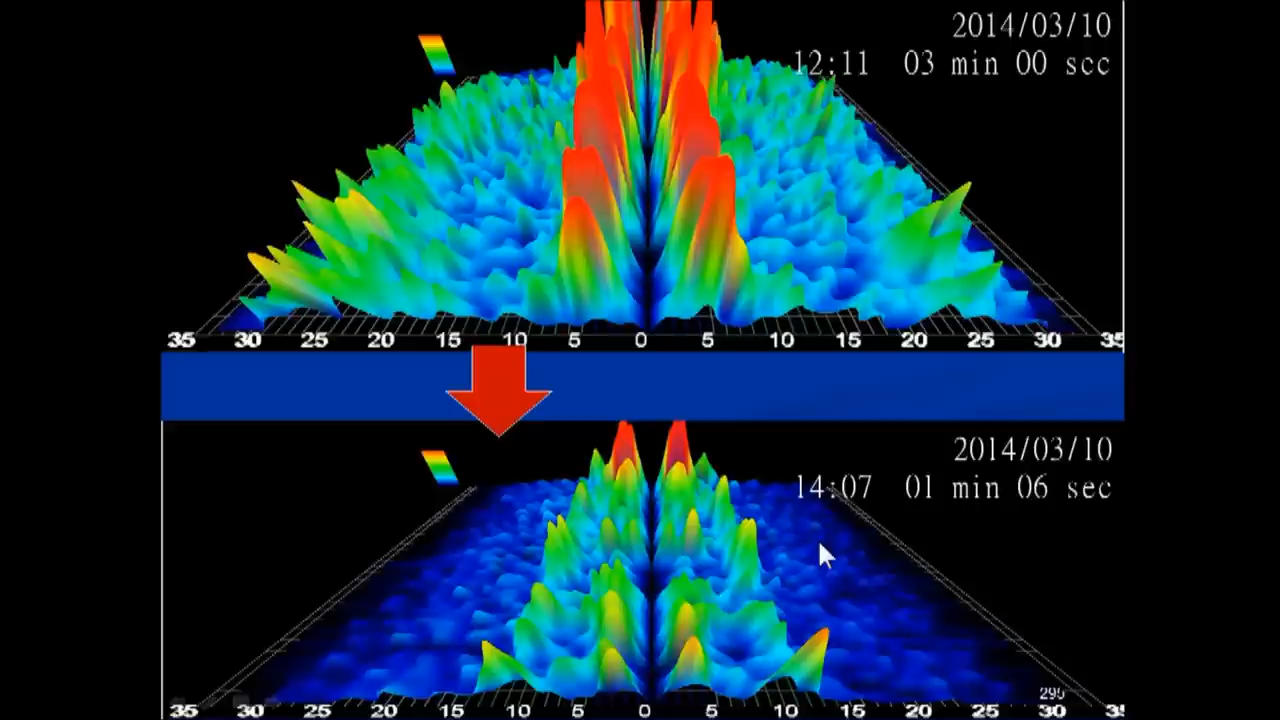 2014/03/10
12:11 03 min 00 scc
35 30 25 20 15 10 5 0 5 10 15 20 25 30 35
2014/03/10
14:07 01 min 06 sec
295
35 30 25 20 15 10 5 0 5 10 15 20 25 30 35